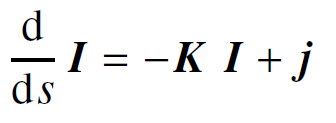 d/ds I = −K I + j